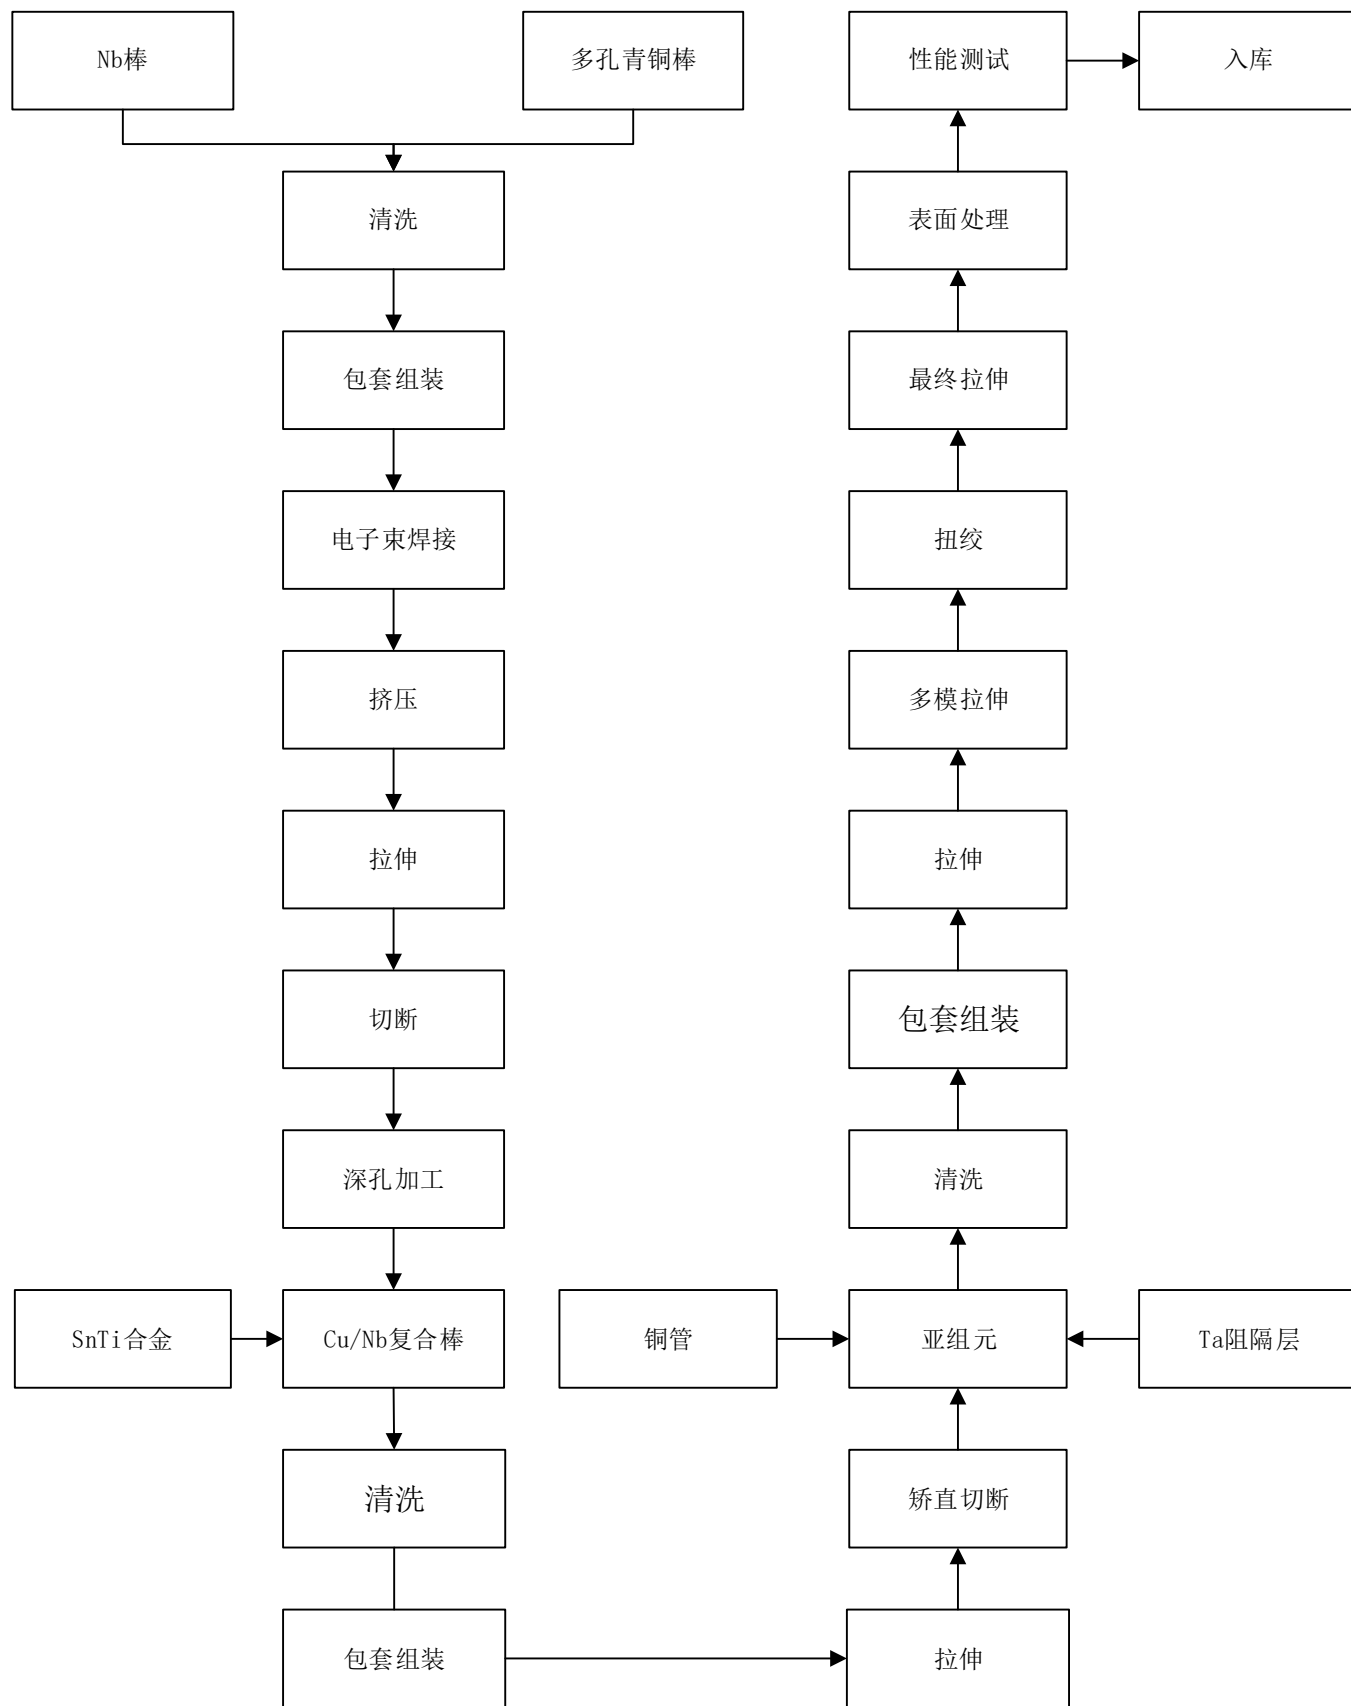 Nb棒
多孔青铜棒
清洗
包套组装
电子束焊接
挤压
拉伸
切断
深孔加工
SnTi合金
Cu/Nb复合棒
清洗
包套组装
拉伸
矫直切断
铜管
亚组元
Ta阻隔层
清洗
包套组装
拉伸
多模拉伸
扭绞
最终拉伸
表面处理
性能测试
入库